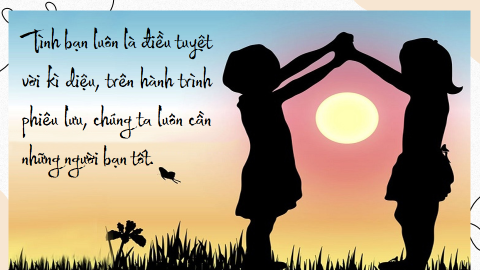 Tình bạn luôn là điều tuyệt
vời kì diệu, trên hành trình
phiêu lưu, chúng ta luôn cần
những người bạn tốt.